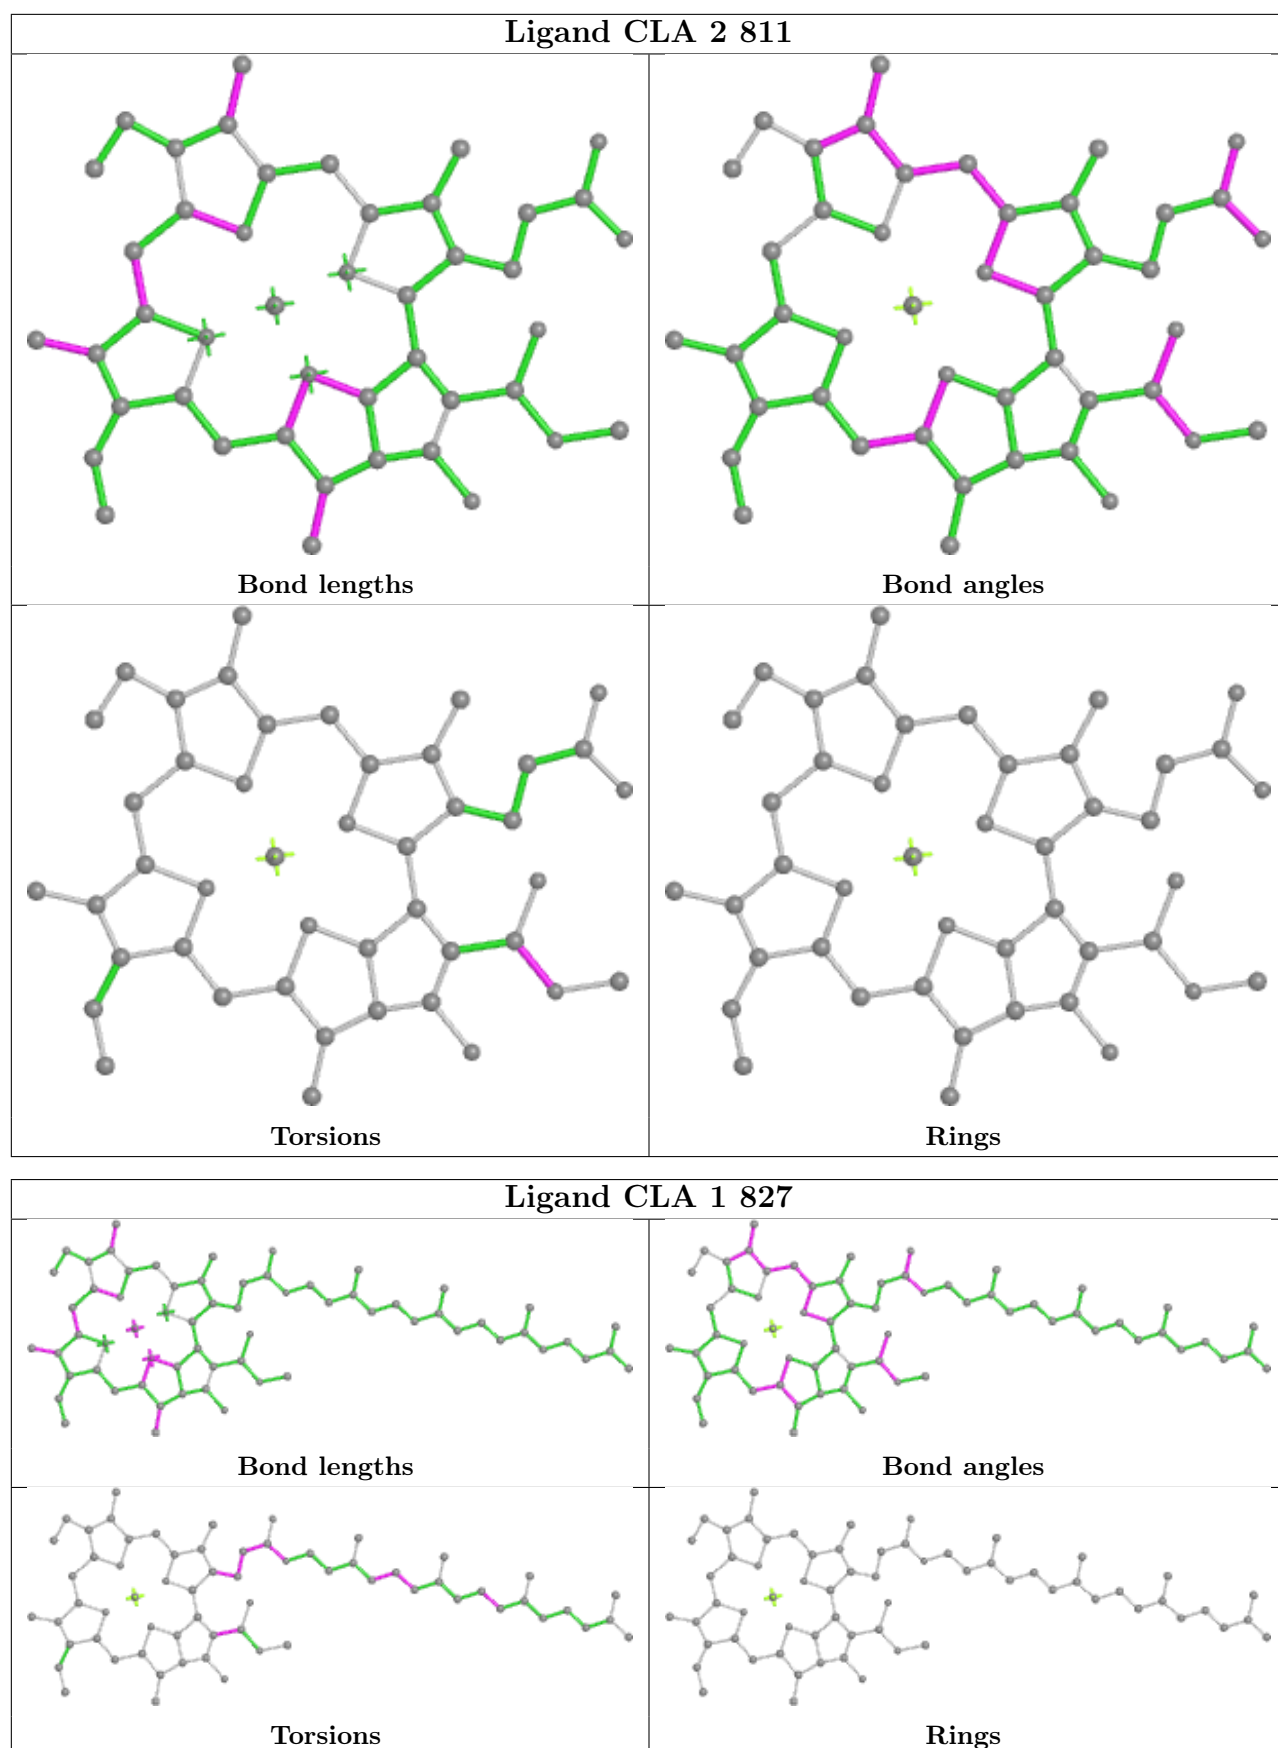 Ligand CLA 2 811
Bond lengths
Bond angles
Torsions
Rings
Ligand CLA 1 827
Bond lengths
Bond angles
Torsions
Rings